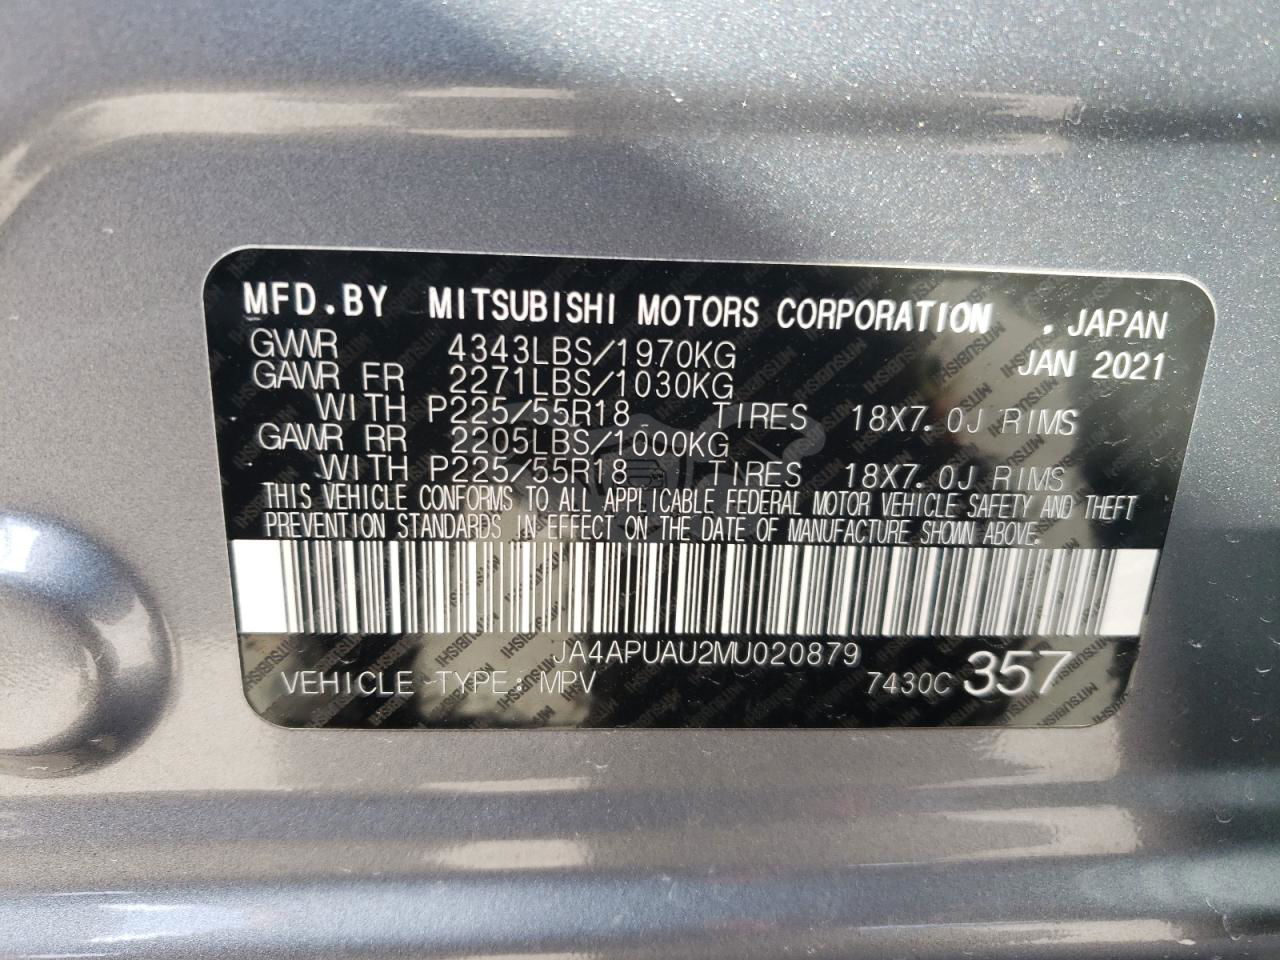 MFD.BY MITSUBISHI MOTORS CORPORATION . JAPAN
GVWR 4343LBS/1970KG JAN 2021
GAWR FR 2271LBS/1030KG
WITH P225/55R18 TIRES 18X7.0J RIMS
GAWR RR 2205LBS/1000KG
WITH P225/55R18 TIRES 18X7.0J RIMS
THIS VEHICLE CONFORMS TO ALL APPLICABLE FEDERAL MOTOR VEHICLE SAFETY AND THEFT
PREVENTION STANDARDS IN EFFECT ON THE DATE OF MANUFACTURE SHOWN ABOVE.
JA4APUAU2MU020879
VEHICLE TYPE: MPV 7430C 357